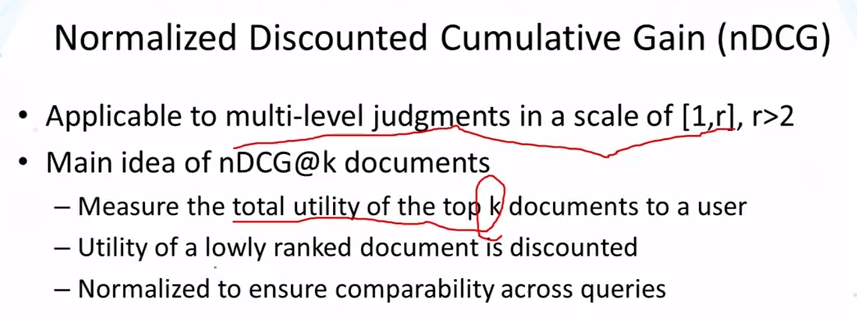 Normalized Discounted Cumulative Gain (nDCG)
• Applicable to multi-level judgments in a scale of [1,r], r>2
• Main idea of nDCG@k documents
– Measure the total utility of the top k documents to a user
– Utility of a lowly ranked document is discounted
– Normalized to ensure comparability across queries